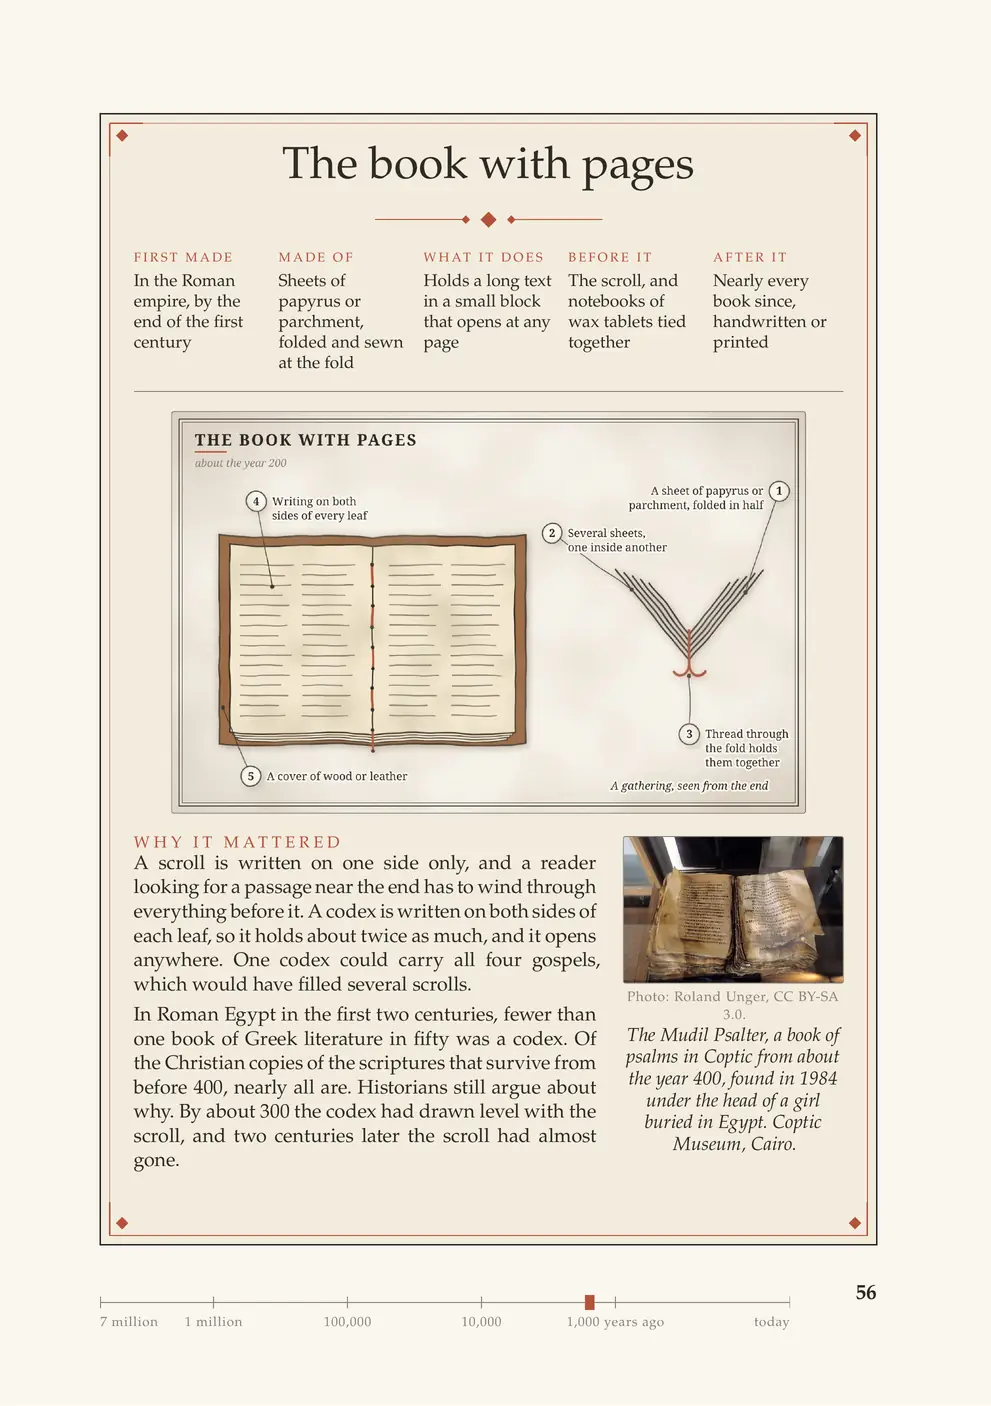 The book with pages
FIRST MADE
In the Roman
empire, by the
end of the first
century
MADE OF
Sheets of
papyrus or
parchment,
folded and sewn
at the fold
WHAT IT DOES
Holds a long text
in a small block
that opens at any
page
BEFORE IT
The scroll, and
notebooks of
wax tablets tied
together
AFTER IT
Nearly every
book since,
handwritten or
printed
THE BOOK WITH PAGES
about the year 200
4 Writing on both
sides of every leaf
A sheet of papyrus or 1
parchment, folded in half
2 Several sheets,
one inside another
3 Thread through
the fold holds
them together
5 A cover of wood or leather
A gathering, seen from the end
WHY IT MATTERED
A scroll is written on one side only, and a reader
looking for a passage near the end has to wind through
everything before it. A codex is written on both sides of
each leaf, so it holds about twice as much, and it opens
anywhere. One codex could carry all four gospels,
which would have filled several scrolls.
In Roman Egypt in the first two centuries, fewer than
one book of Greek literature in fifty was a codex. Of
the Christian copies of the scriptures that survive from
before 400, nearly all are. Historians still argue about
why. By about 300 the codex had drawn level with the
scroll, and two centuries later the scroll had almost
gone.
Photo: Roland Unger, CC BY-SA
3.0.
The Mudil Psalter, a book of
psalms in Coptic from about
the year 400, found in 1984
under the head of a girl
buried in Egypt. Coptic
Museum, Cairo.
56
7 million 1 million 100,000 10,000 1,000 years ago today